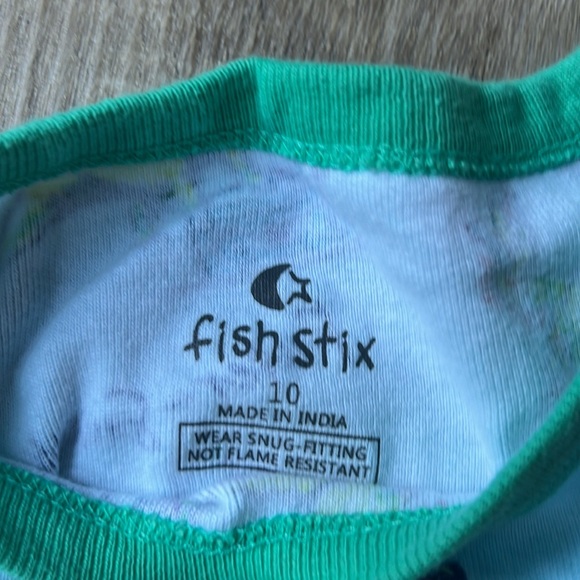 fish stix
10
MADE IN INDIA
WEAR SNUG-FITTING
NOT FLAME RESISTANT